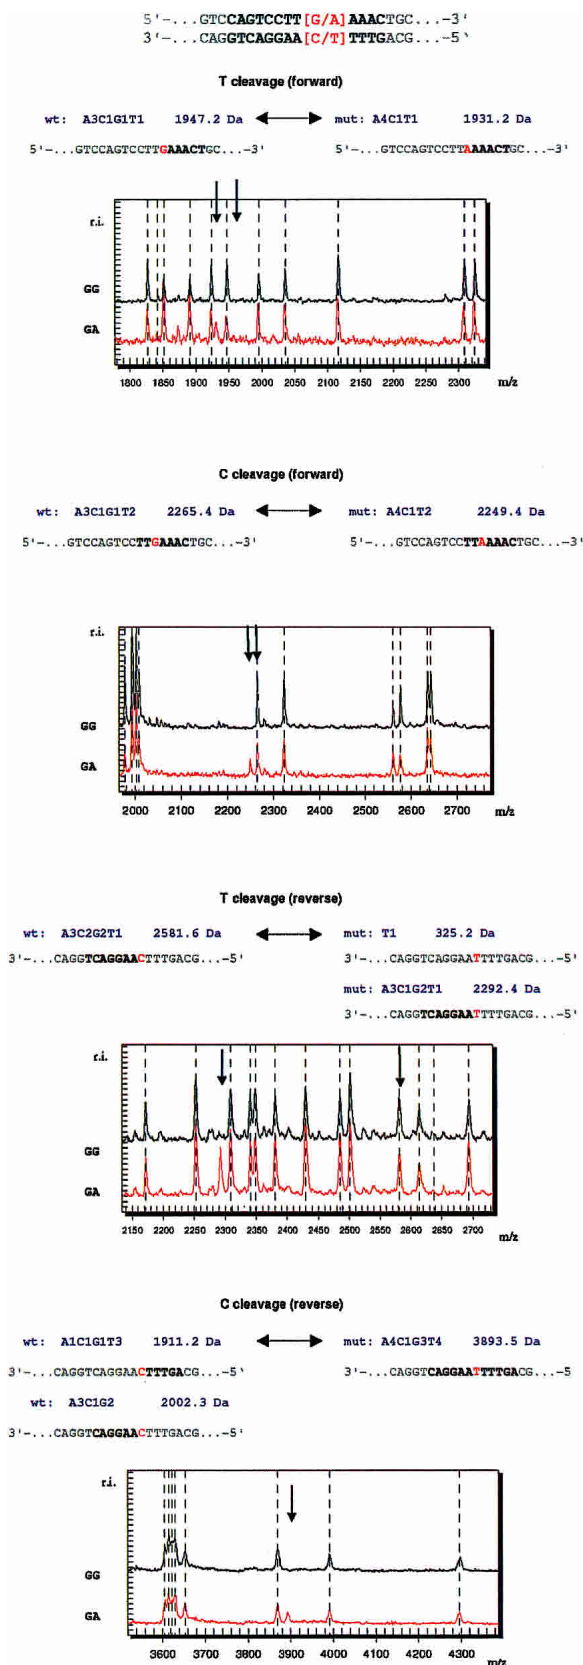 5'-...GTCCAGTCCTT[G/A]AAACTGC...-3'
3'-...CAGGTCAGGAA[C/T]TTTGACG...-5'
T cleavage (forward)
wt: A3C1G1T1 1947.2 Da mut: A4C1T1 1931.2 Da
5'-...GTCCAGTCCTTGAAACTGC...-3' 5'-...GTCCAGTCCTTAAAACTGC...-3'
r.i.
GG
GA
1800 1850 1900 1950 2000 2050 2100 2150 2200 2250 2300 m/z
C cleavage (forward)
wt: A3C1G1T2 2265.4 Da mut: A4C1T2 2249.4 Da
5'-...GTCCAGTCCTTGAAACTGC...-3' 5'-...GTCCAGTCCTTAAAACTGC...-3'
r.i.
GG
GA
2000 2100 2200 2300 2400 2500 2600 2700 m/z
T cleavage (reverse)
wt: A3C2G2T1 2581.6 Da mut: T1 325.2 Da
3'-...CAGGTCAGGAACTTTGACG...-5' 3'-...CAGGTCAGGAATTTTGACG...-5'
mut: A3C1G2T1 2292.4 Da
3'-...CAGGTCAGGAATTTTGACG...-5'
r.i.
GG
GA
2150 2200 2250 2300 2350 2400 2450 2500 2550 2600 2650 2700 m/z
C cleavage (reverse)
wt: A1C1G1T3 1911.2 Da mut: A4C1G3T4 3893.5 Da
3'-...CAGGTCAGGAACTTTGACG...-5' 3'-...CAGGTCAGGAATTTTGACG...-5
wt: A3C1G2 2002.3 Da
3'-...CAGGTCAGGAACTTTGACG...-5'
r.i.
GG
GA
3600 3700 3800 3900 4000 4100 4200 4300 m/z